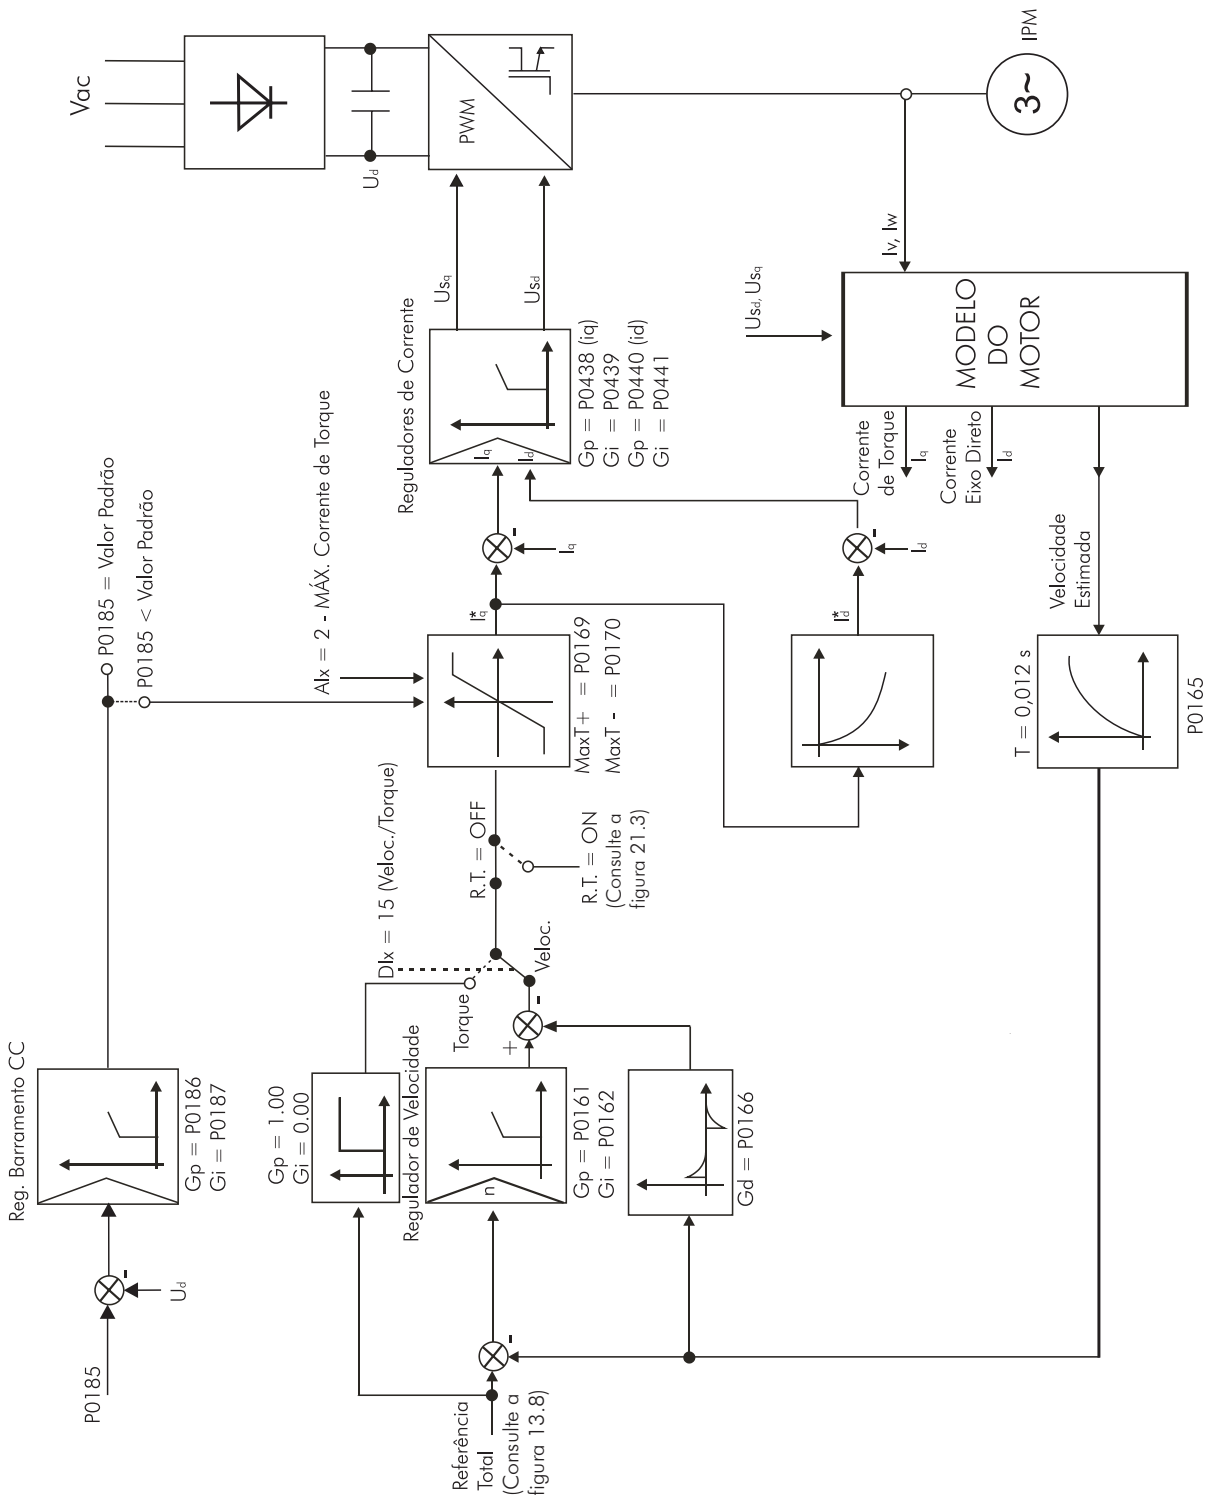 Reg. Barramento CC
P0185
Ud
-
Gp = P0186
Gi = P0187
P0185 = Valor Padrão
P0185 < Valor Padrão
AIx = 2 - MÁX. Corrente de Torque
Vac
Ud
PWM
3~
IPM
Referência
Total
(Consulte a
figura 13.8)
-
Gp = 1.00
Gi = 0.00
Regulador de Velocidade
n
Gp = P0161
Gi = P0162
Gd = P0166
+
-
Torque
Veloc.
DIx = 15 (Veloc./Torque)
R.T. = OFF
R.T. = ON
(Consulte a
figura 21.3)
MaxT+ = P0169
MaxT - = P0170
I*q
Iq
-
I*d
Id
-
Reguladores de Corrente
Iq
Id
Gp = P0438 (iq)
Gi = P0439
Gp = P0440 (id)
Gi = P0441
Usq
Usd
Usd, Usq
Iv, Iw
MODELO
DO
MOTOR
Corrente
de Torque
Iq
Corrente
Eixo Direto
Id
Velocidade
Estimada
T = 0,012 s
P0165